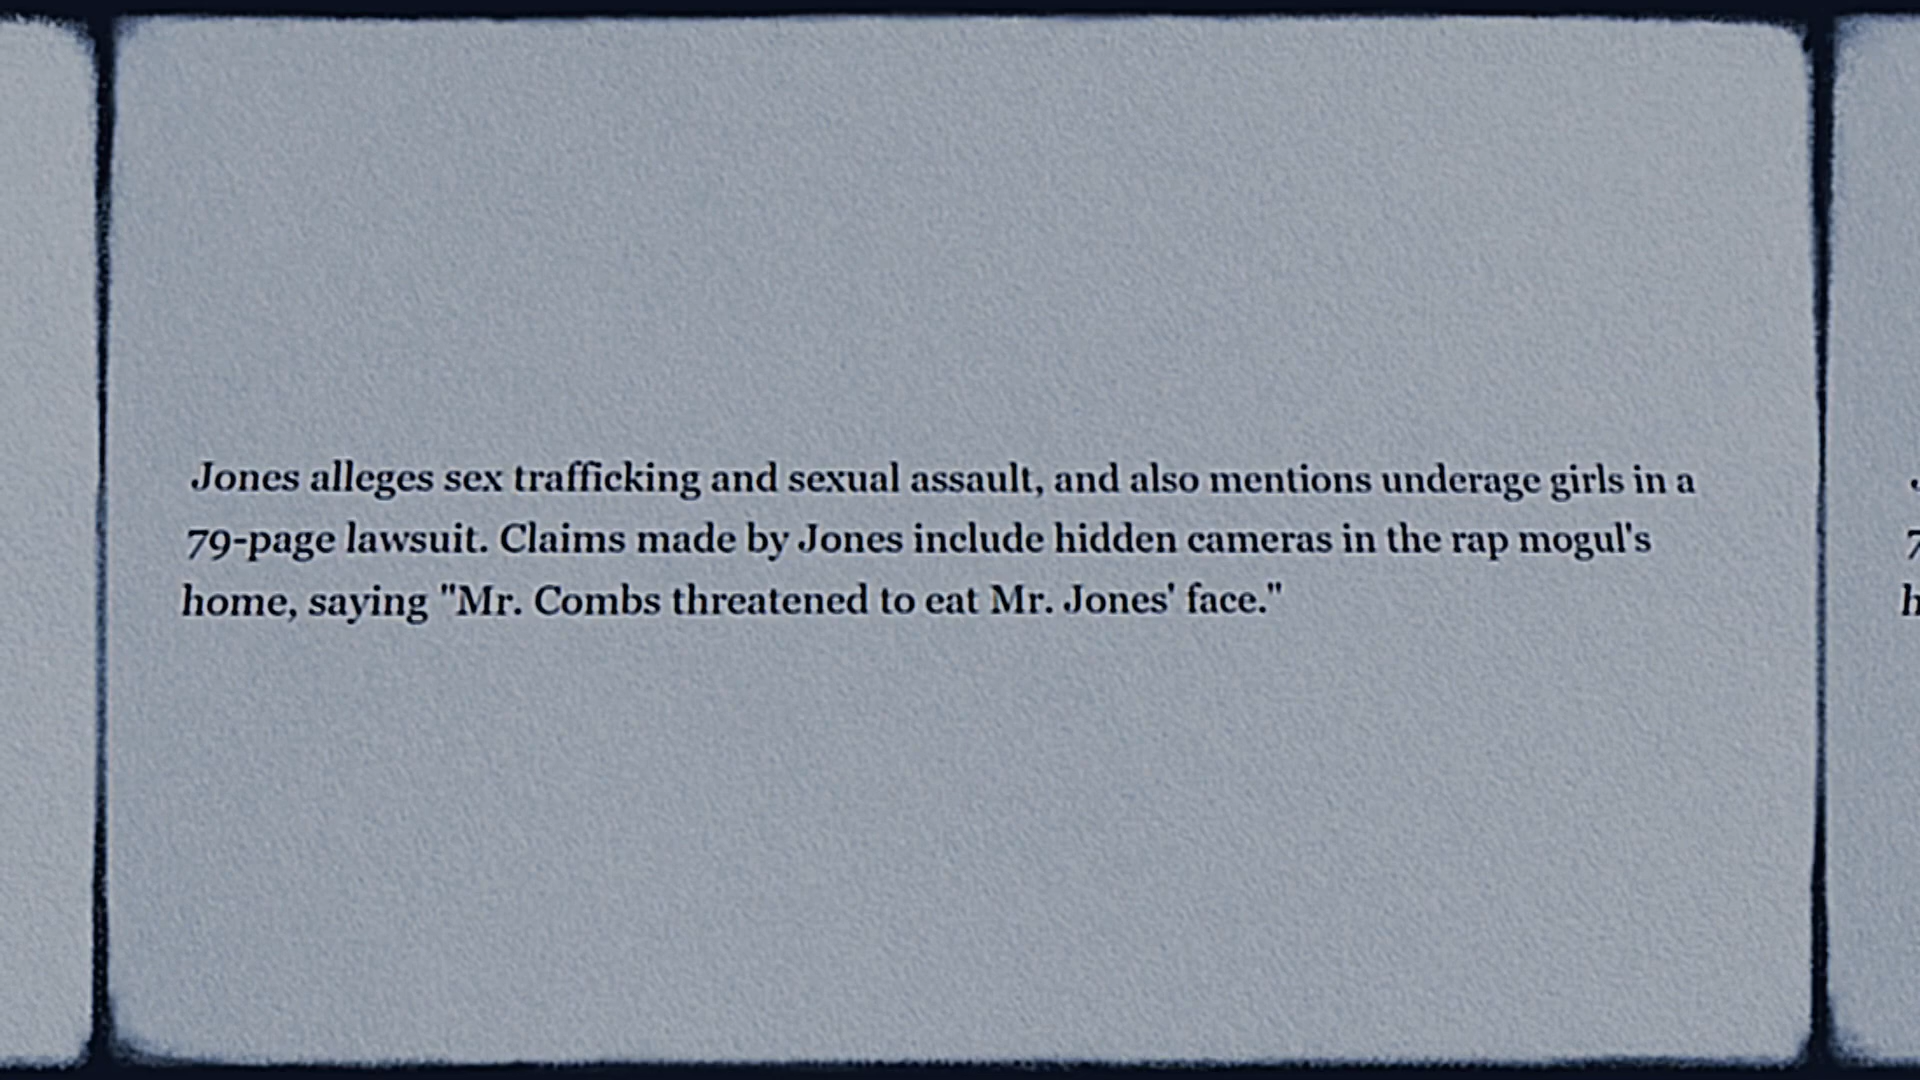 Jones alleges sex trafficking and sexual assault, and also mentions underage girls in a
79-page lawsuit. Claims made by Jones include hidden cameras in the rap mogul's
home, saying "Mr. Combs threatened to eat Mr. Jones' face."
J
7
h